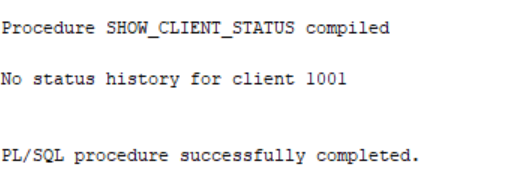 Procedure SHOW_CLIENT_STATUS compiled
No status history for client 1001
PL/SQL procedure successfully completed.